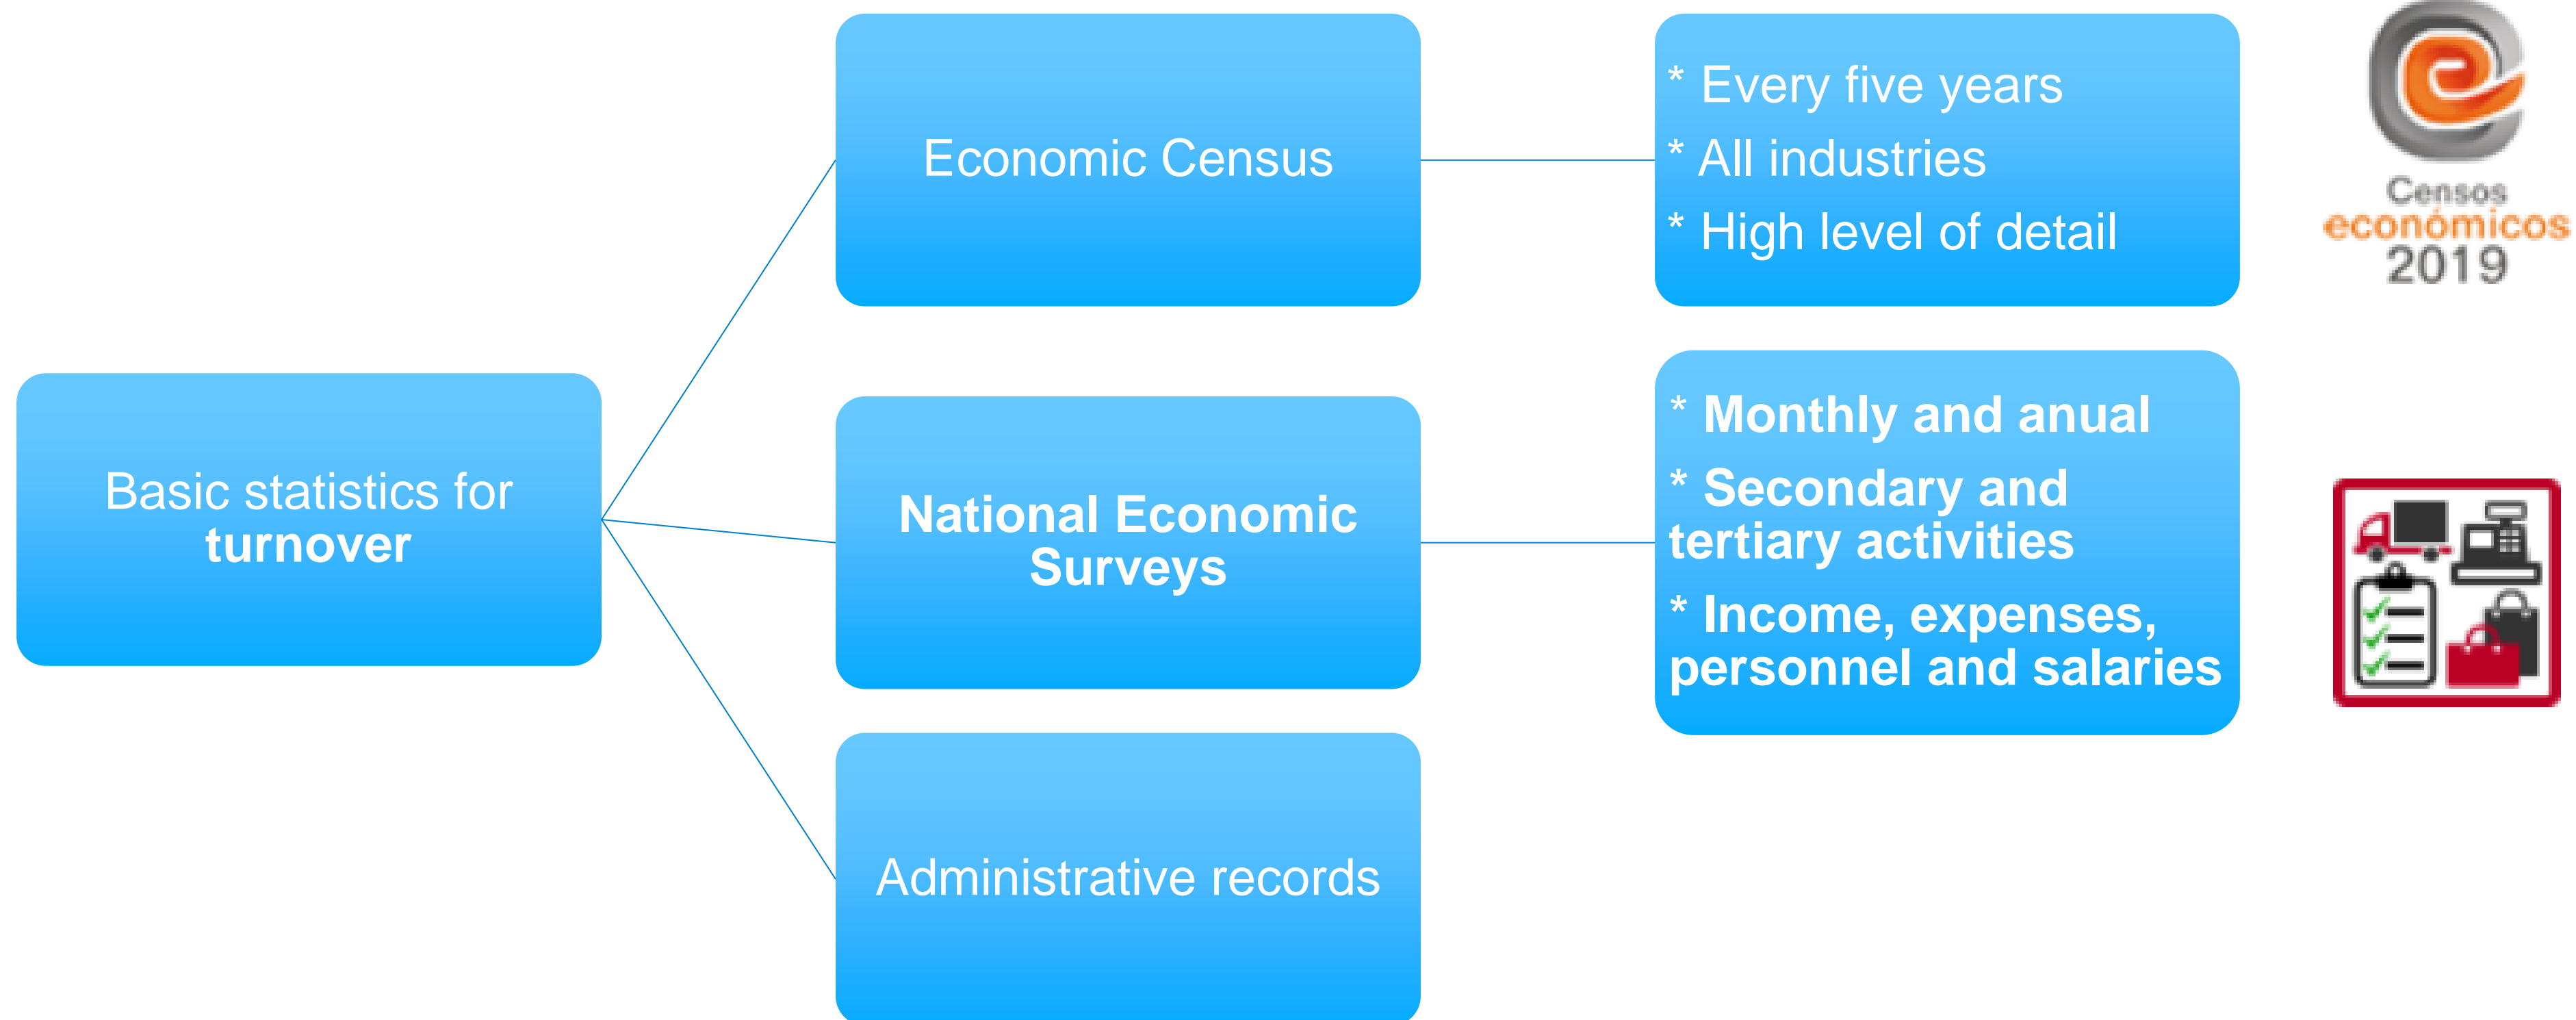 Basic statistics for
turnover
Economic Census
* Every five years
* All industries
* High level of detail
Censos
económicos
2019
National Economic
Surveys
* Monthly and anual
* Secondary and
tertiary activities
* Income, expenses,
personnel and salaries
Administrative records